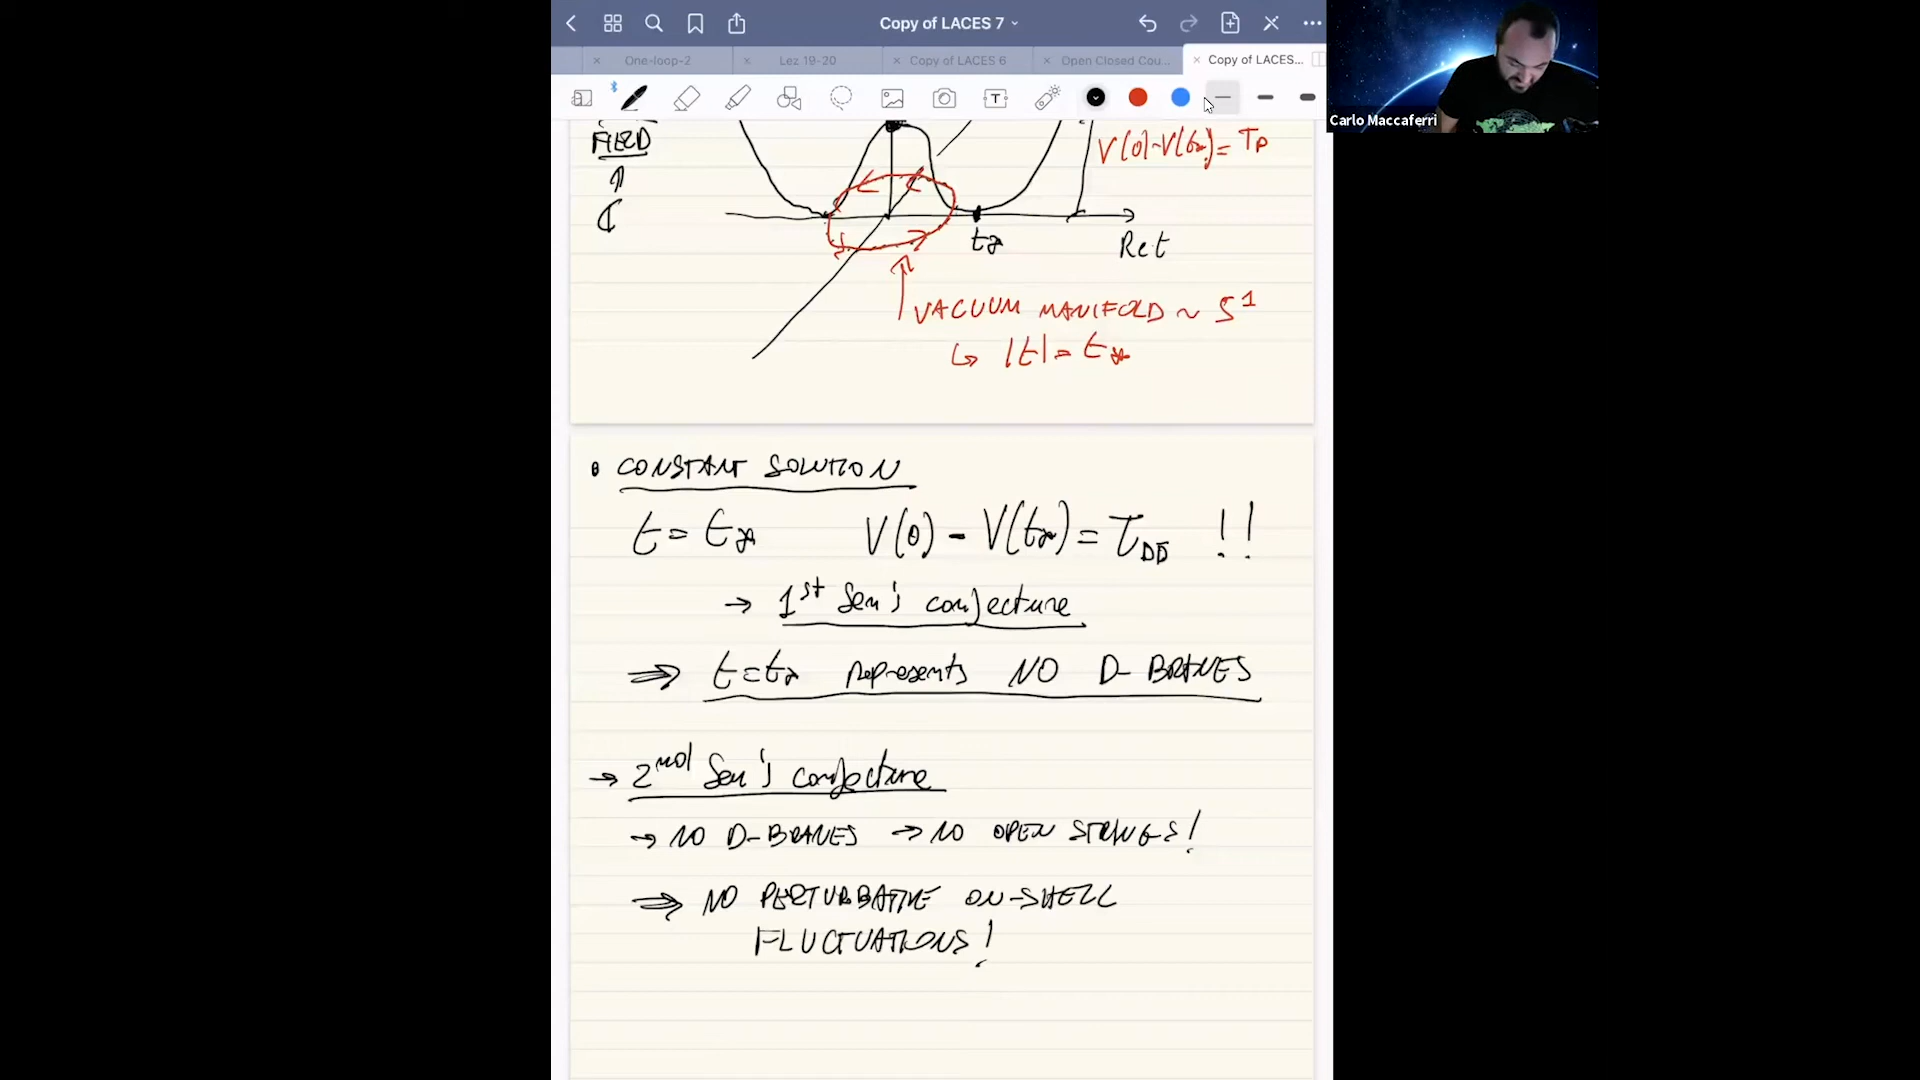 Copy of LACES 7
One-loop-2
Lez 19-20
Copy of LACES 6
Open Closed Cou...
Copy of LACES...
T
Carlo Maccaferri
FIELD
V(0)-V(t*)= Tp
ℂ
t*
Re t
VACUUM MANIFOLD ~ S¹
↳ |t| = t*
• CONSTANT SOLUTION
t = t* V(0) - V(t*) = T_DD̄ !!
→ 1st Sen's conjecture
⇒ t=t* represents NO D-BRANES
→ 2nd Sen's conjecture
→ NO D-BRANES → NO OPEN STRINGS!
⇒ NO PERTURBATIVE ON-SHELL
FLUCTUATIONS!